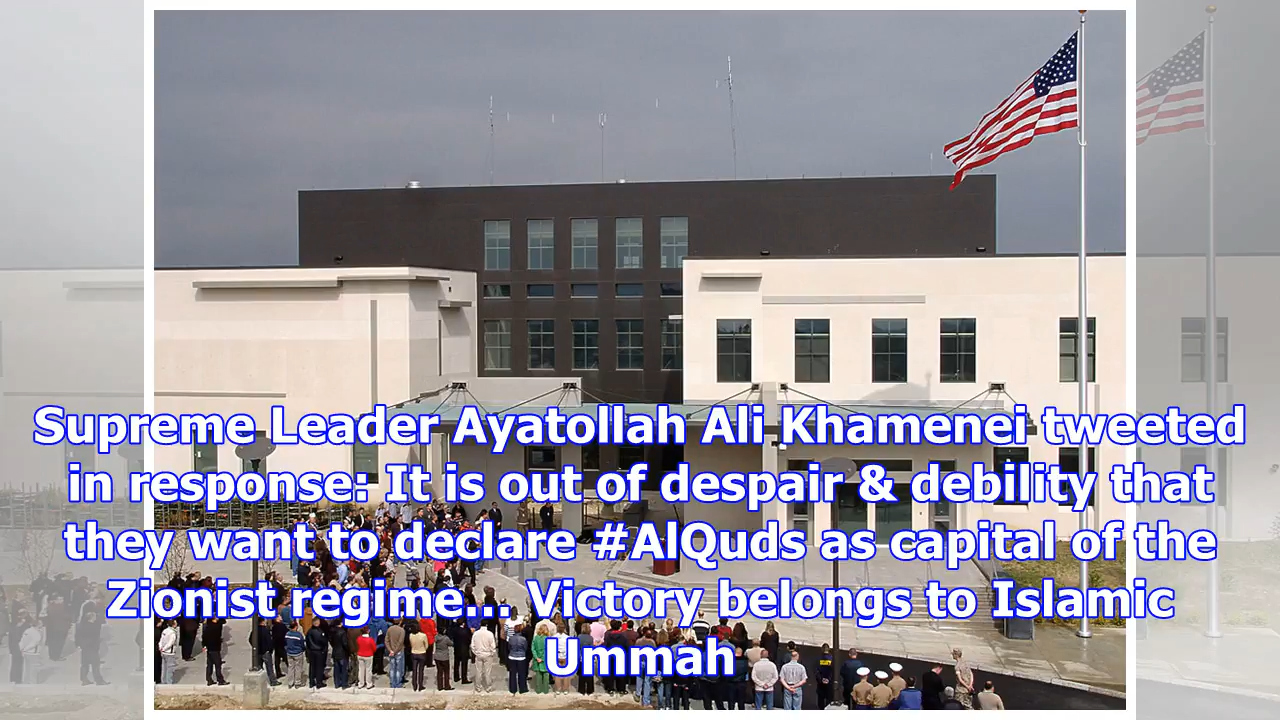 Supreme Leader Ayatollah Ali Khamenei tweeted
in response: It is out of despair & debility that
they want to declare #AlQuds as capital of the
Zionist regime... Victory belongs to Islamic
Ummah